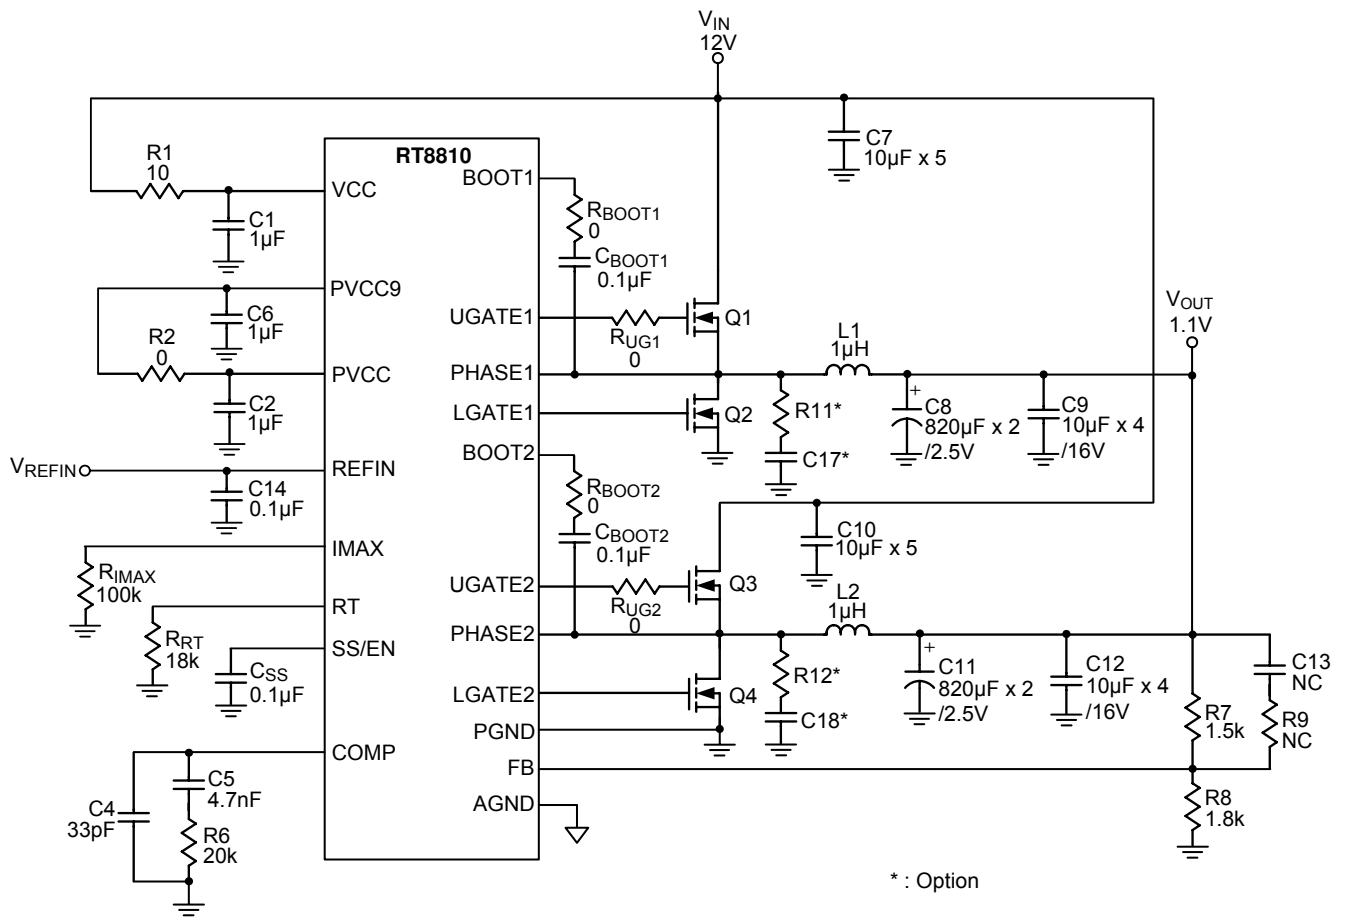 VIN
12V
C7
10µF x 5
R1
10
VCC
RT8810
BOOT1
RBOOT1
0
C1
1µF
CBOOT1
0.1µF
PVCC9
C6
1µF
UGATE1
RUG1
0
Q1
VOUT
1.1V
R2
0
PVCC
PHASE1
L1
1µH
C2
1µF
LGATE1
Q2
R11*
C17*
+
C8
820µF x 2
/2.5V
C9
10µF x 4
/16V
BOOT2
VREFIN
REFIN
C14
0.1µF
RBOOT2
0
CBOOT2
0.1µF
C10
10µF x 5
IMAX
RIMAX
100k
UGATE2
RUG2
0
Q3
RT
RRT
18k
PHASE2
L2
1µH
SS/EN
CSS
0.1µF
LGATE2
Q4
R12*
C18*
+
C11
820µF x 2
/2.5V
C12
10µF x 4
/16V
C13
NC
R7
1.5k
R9
NC
PGND
COMP
FB
C5
4.7nF
C4
33pF
R6
20k
AGND
R8
1.8k
* : Option